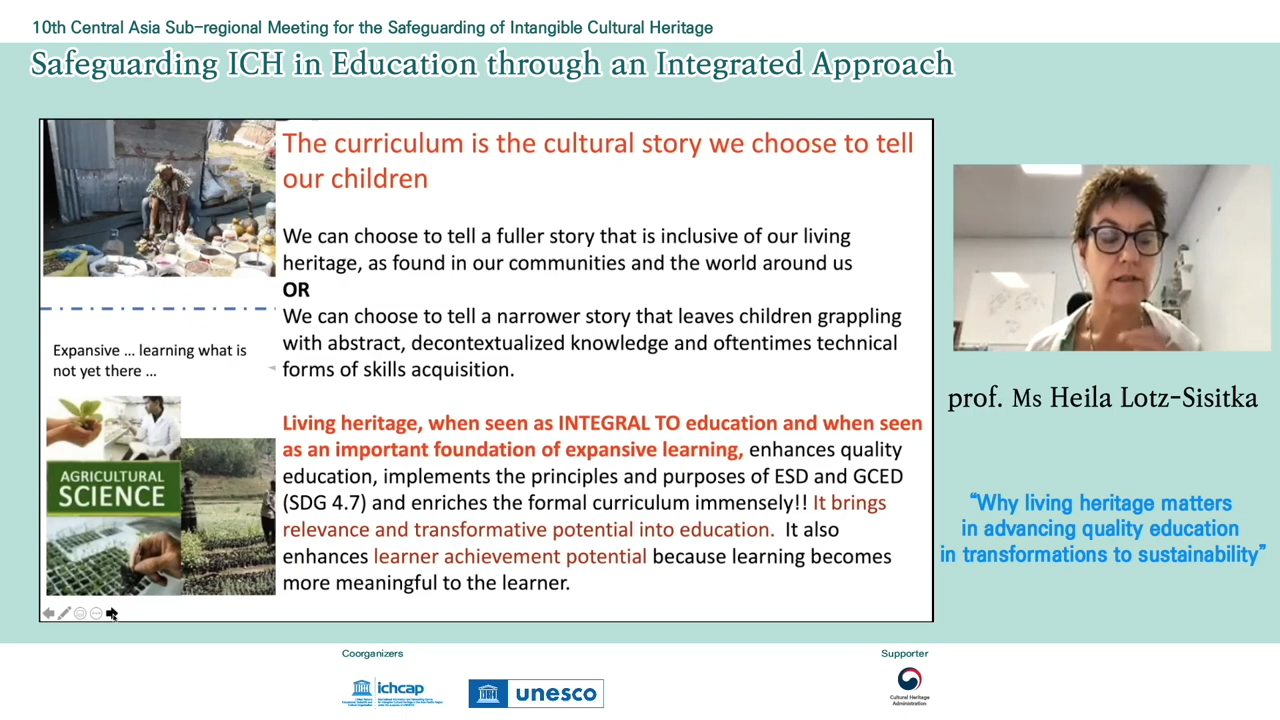 10th Central Asia Sub-regional Meeting for the Safeguarding of Intangible Cultural Heritage
Safeguarding ICH in Education through an Integrated Approach
The curriculum is the cultural story we choose to tell
our children
We can choose to tell a fuller story that is inclusive of our living
heritage, as found in our communities and the world around us
OR
We can choose to tell a narrower story that leaves children grappling
with abstract, decontextualized knowledge and oftentimes technical
forms of skills acquisition.
Expansive ... learning what is
not yet there ...
AGRICULTURAL
SCIENCE
Living heritage, when seen as INTEGRAL TO education and when seen
as an important foundation of expansive learning, enhances quality
education, implements the principles and purposes of ESD and GCED
(SDG 4.7) and enriches the formal curriculum immensely!! It brings
relevance and transformative potential into education. It also
enhances learner achievement potential because learning becomes
more meaningful to the learner.
prof. Ms Heila Lotz-Sisitka
“Why living heritage matters
in advancing quality education
in transformations to sustainability”
Coorganizers
ichcap
unesco
Supporter
Cultural Heritage
Administration